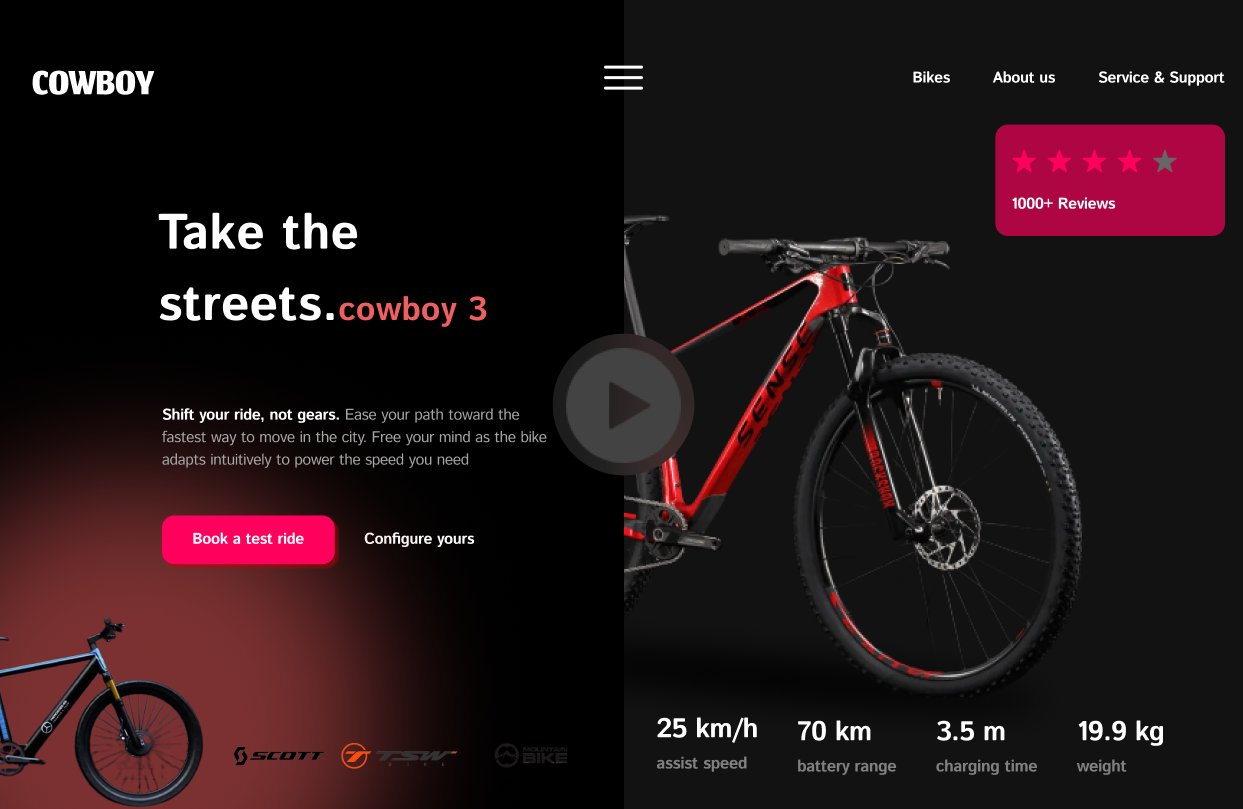 COWBOY
Bikes
About us
Service & Support
1000+ Reviews
Take the
streets.cowboy 3
Shift your ride, not gears. Ease your path toward the
fastest way to move in the city. Free your mind as the bike
adapts intuitively to power the speed you need
Book a test ride
Configure yours
SENSE
ROCKSHOX
SCOTT
TSW
BIKE
MOUNTAIN
BIKE
25 km/h
assist speed
70 km
battery range
3.5 m
charging time
19.9 kg
weight